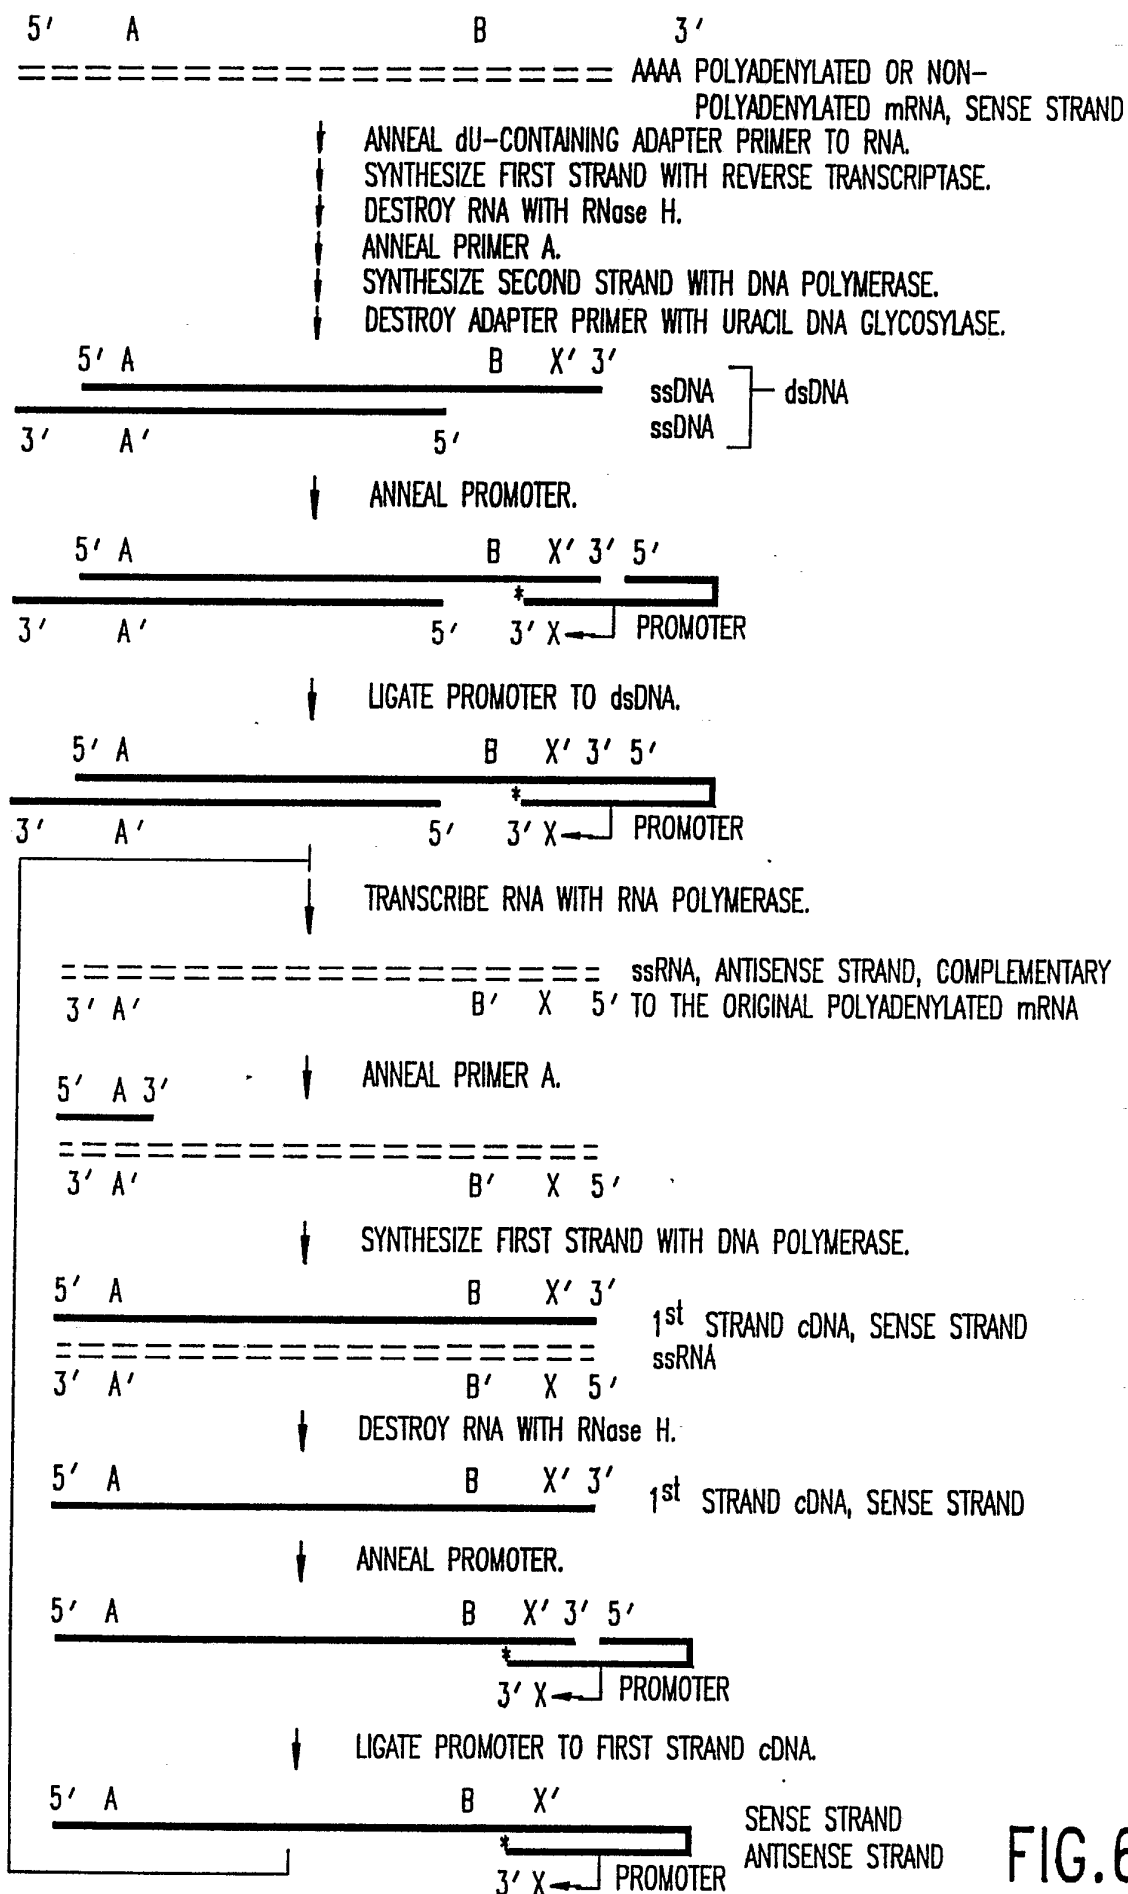 5′ A B 3′
AAAA POLYADENYLATED OR NON-
POLYADENYLATED mRNA, SENSE STRAND
ANNEAL dU-CONTAINING ADAPTER PRIMER TO RNA.
SYNTHESIZE FIRST STRAND WITH REVERSE TRANSCRIPTASE.
DESTROY RNA WITH RNase H.
ANNEAL PRIMER A.
SYNTHESIZE SECOND STRAND WITH DNA POLYMERASE.
DESTROY ADAPTER PRIMER WITH URACIL DNA GLYCOSYLASE.
5′ A B X′ 3′
ssDNA dsDNA
ssDNA
3′ A′ 5′
ANNEAL PROMOTER.
5′ A B X′ 3′ 5′
*
3′ A′ 5′ 3′ X PROMOTER
LIGATE PROMOTER TO dsDNA.
5′ A B X′ 3′ 5′
*
3′ A′ 5′ 3′ X PROMOTER
TRANSCRIBE RNA WITH RNA POLYMERASE.
ssRNA, ANTISENSE STRAND, COMPLEMENTARY
3′ A′ B′ X 5′ TO THE ORIGINAL POLYADENYLATED mRNA
ANNEAL PRIMER A.
5′ A 3′
3′ A′ B′ X 5′
SYNTHESIZE FIRST STRAND WITH DNA POLYMERASE.
5′ A B X′ 3′
1st STRAND cDNA, SENSE STRAND
ssRNA
3′ A′ B′ X 5′
DESTROY RNA WITH RNase H.
5′ A B X′ 3′
1st STRAND cDNA, SENSE STRAND
ANNEAL PROMOTER.
5′ A B X′ 3′ 5′
*
3′ X PROMOTER
LIGATE PROMOTER TO FIRST STRAND cDNA.
5′ A B X′
SENSE STRAND
* ANTISENSE STRAND
3′ X PROMOTER
FIG.6